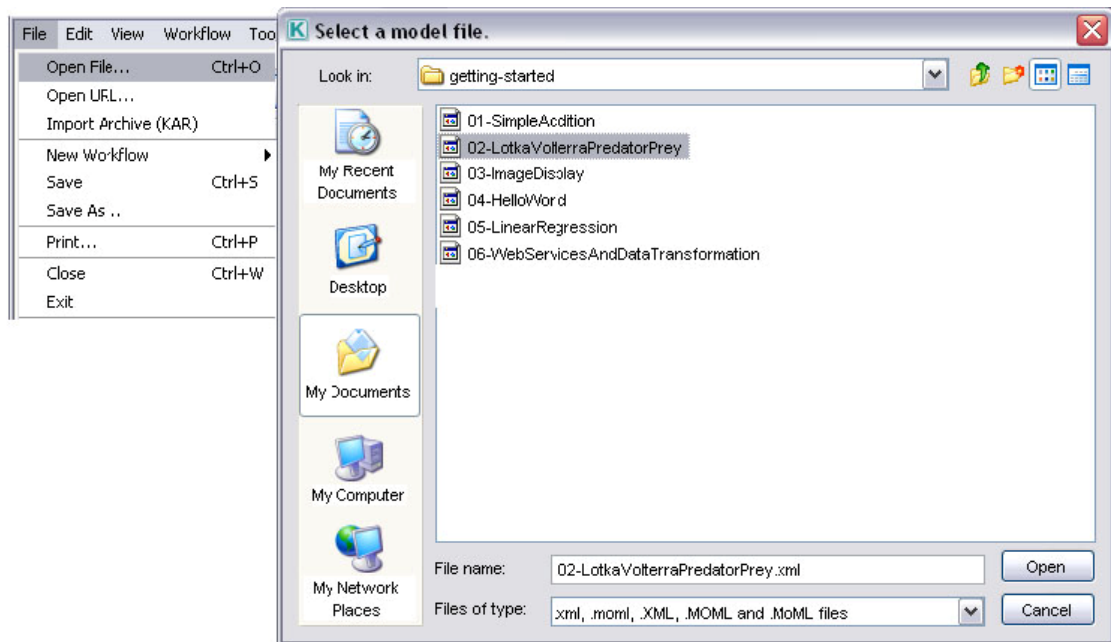 File Edit View Workflow Too
Open File... Ctrl+O
Open URL...
Import Archive (KAR)
New Workflow
Save Ctrl+S
Save As ..
Print... Ctrl+P
Close Ctrl+W
Exit
K Select a model file.
Look in: getting-started
My Recent Documents
Desktop
My Documents
My Computer
My Network Places
01-SimpleAcdition
02-LotkaVolterraPredatorPrey
03-ImageDisplay
04-HelloWord
05-LinearRegression
06-WebServicesAndDataTransformation
File name: 02-LotkaVolterraPredatorPrey.xml Open
Files of type: .xml, .moml, .XML, .MOML and .MoML files Cancel